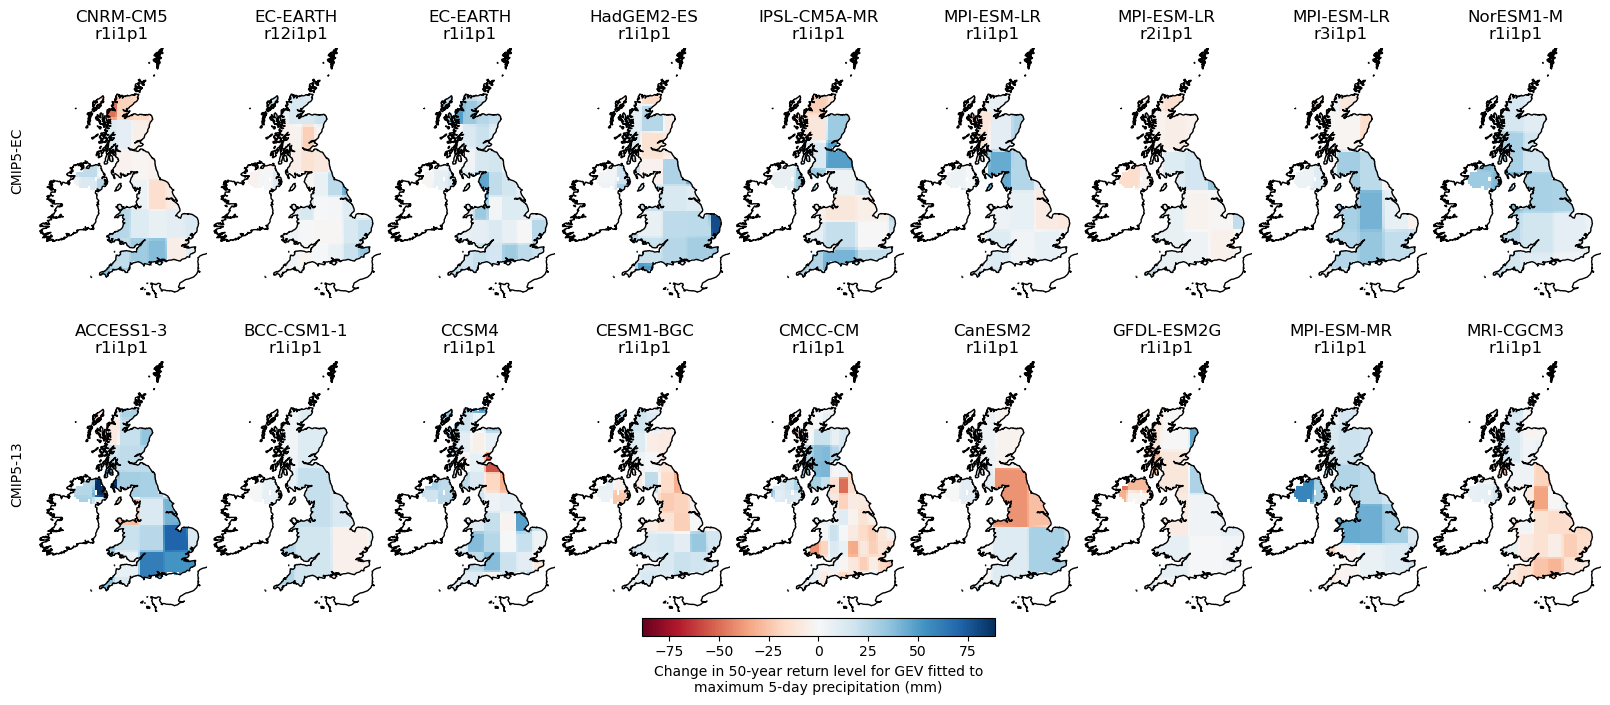 CNRM-CM5
r1i1p1
EC-EARTH
r12i1p1
EC-EARTH
r1i1p1
HadGEM2-ES
r1i1p1
IPSL-CM5A-MR
r1i1p1
MPI-ESM-LR
r1i1p1
MPI-ESM-LR
r2i1p1
MPI-ESM-LR
r3i1p1
NorESM1-M
r1i1p1
CMIP5-EC
ACCESS1-3
r1i1p1
BCC-CSM1-1
r1i1p1
CCSM4
r1i1p1
CESM1-BGC
r1i1p1
CMCC-CM
r1i1p1
CanESM2
r1i1p1
GFDL-ESM2G
r1i1p1
MPI-ESM-MR
r1i1p1
MRI-CGCM3
r1i1p1
CMIP5-13
−75 −50 −25 0 25 50 75
Change in 50-year return level for GEV fitted to
maximum 5-day precipitation (mm)